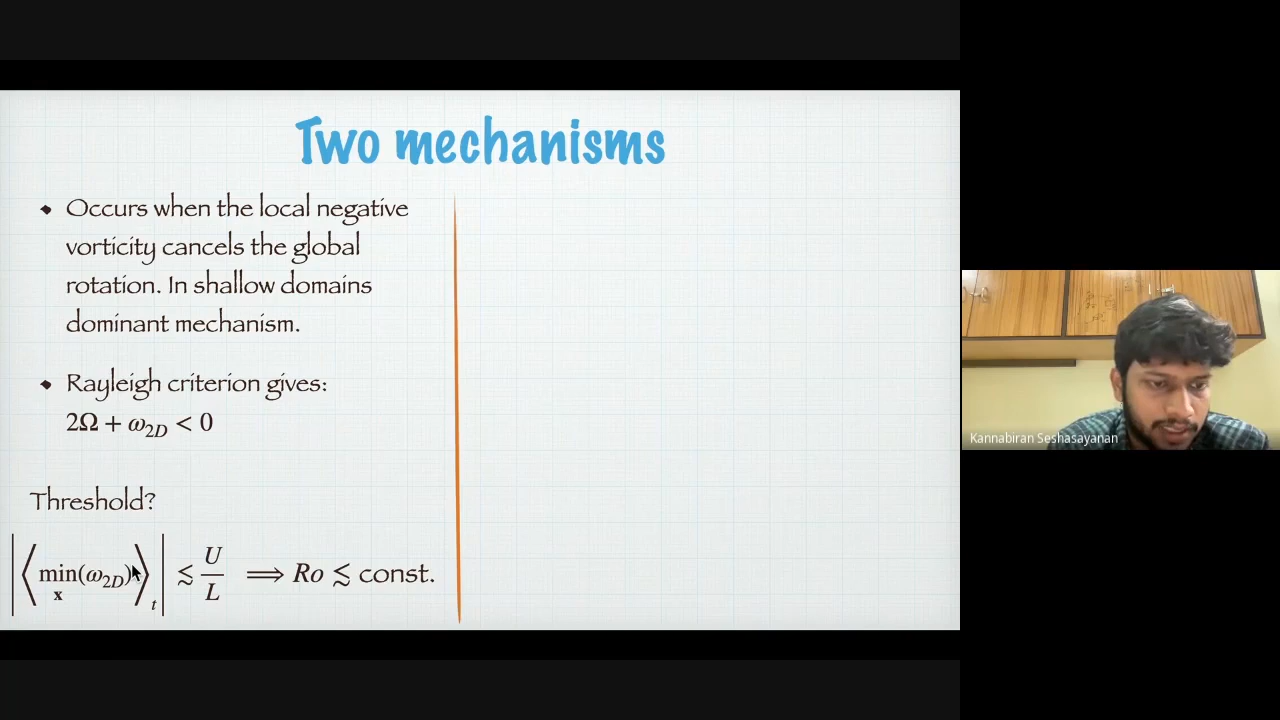 Two mechanisms
Occurs when the local negative
vorticity cancels the global
rotation. In shallow domains
dominant mechanism.
Rayleigh criterion gives:
2Ω + ω₂D < 0
Threshold?
|⟨min(ω₂D)⟩| ≲ U/L ⟹ Ro ≲ const.
x t
Kannabiran Seshasayanan